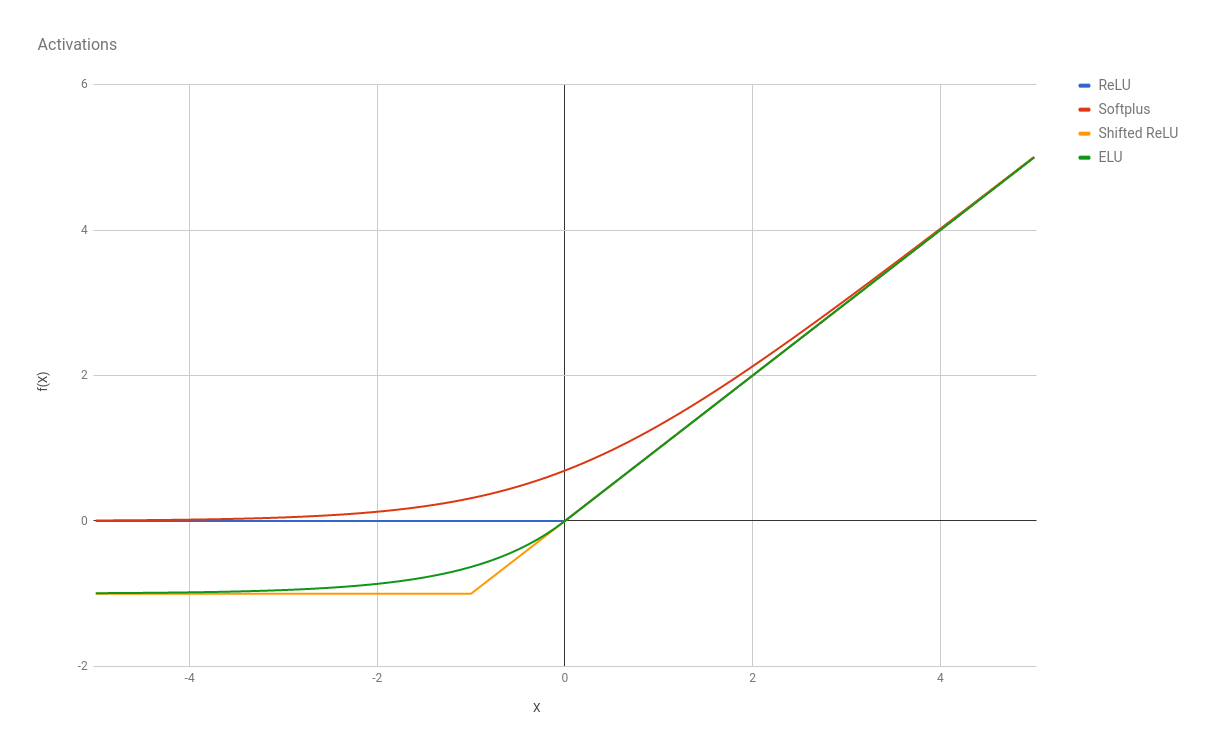 Activations
ReLU
Softplus
Shifted ReLU
ELU
6
4
2
0
-2
f(X)
-4
-2
0
2
4
X